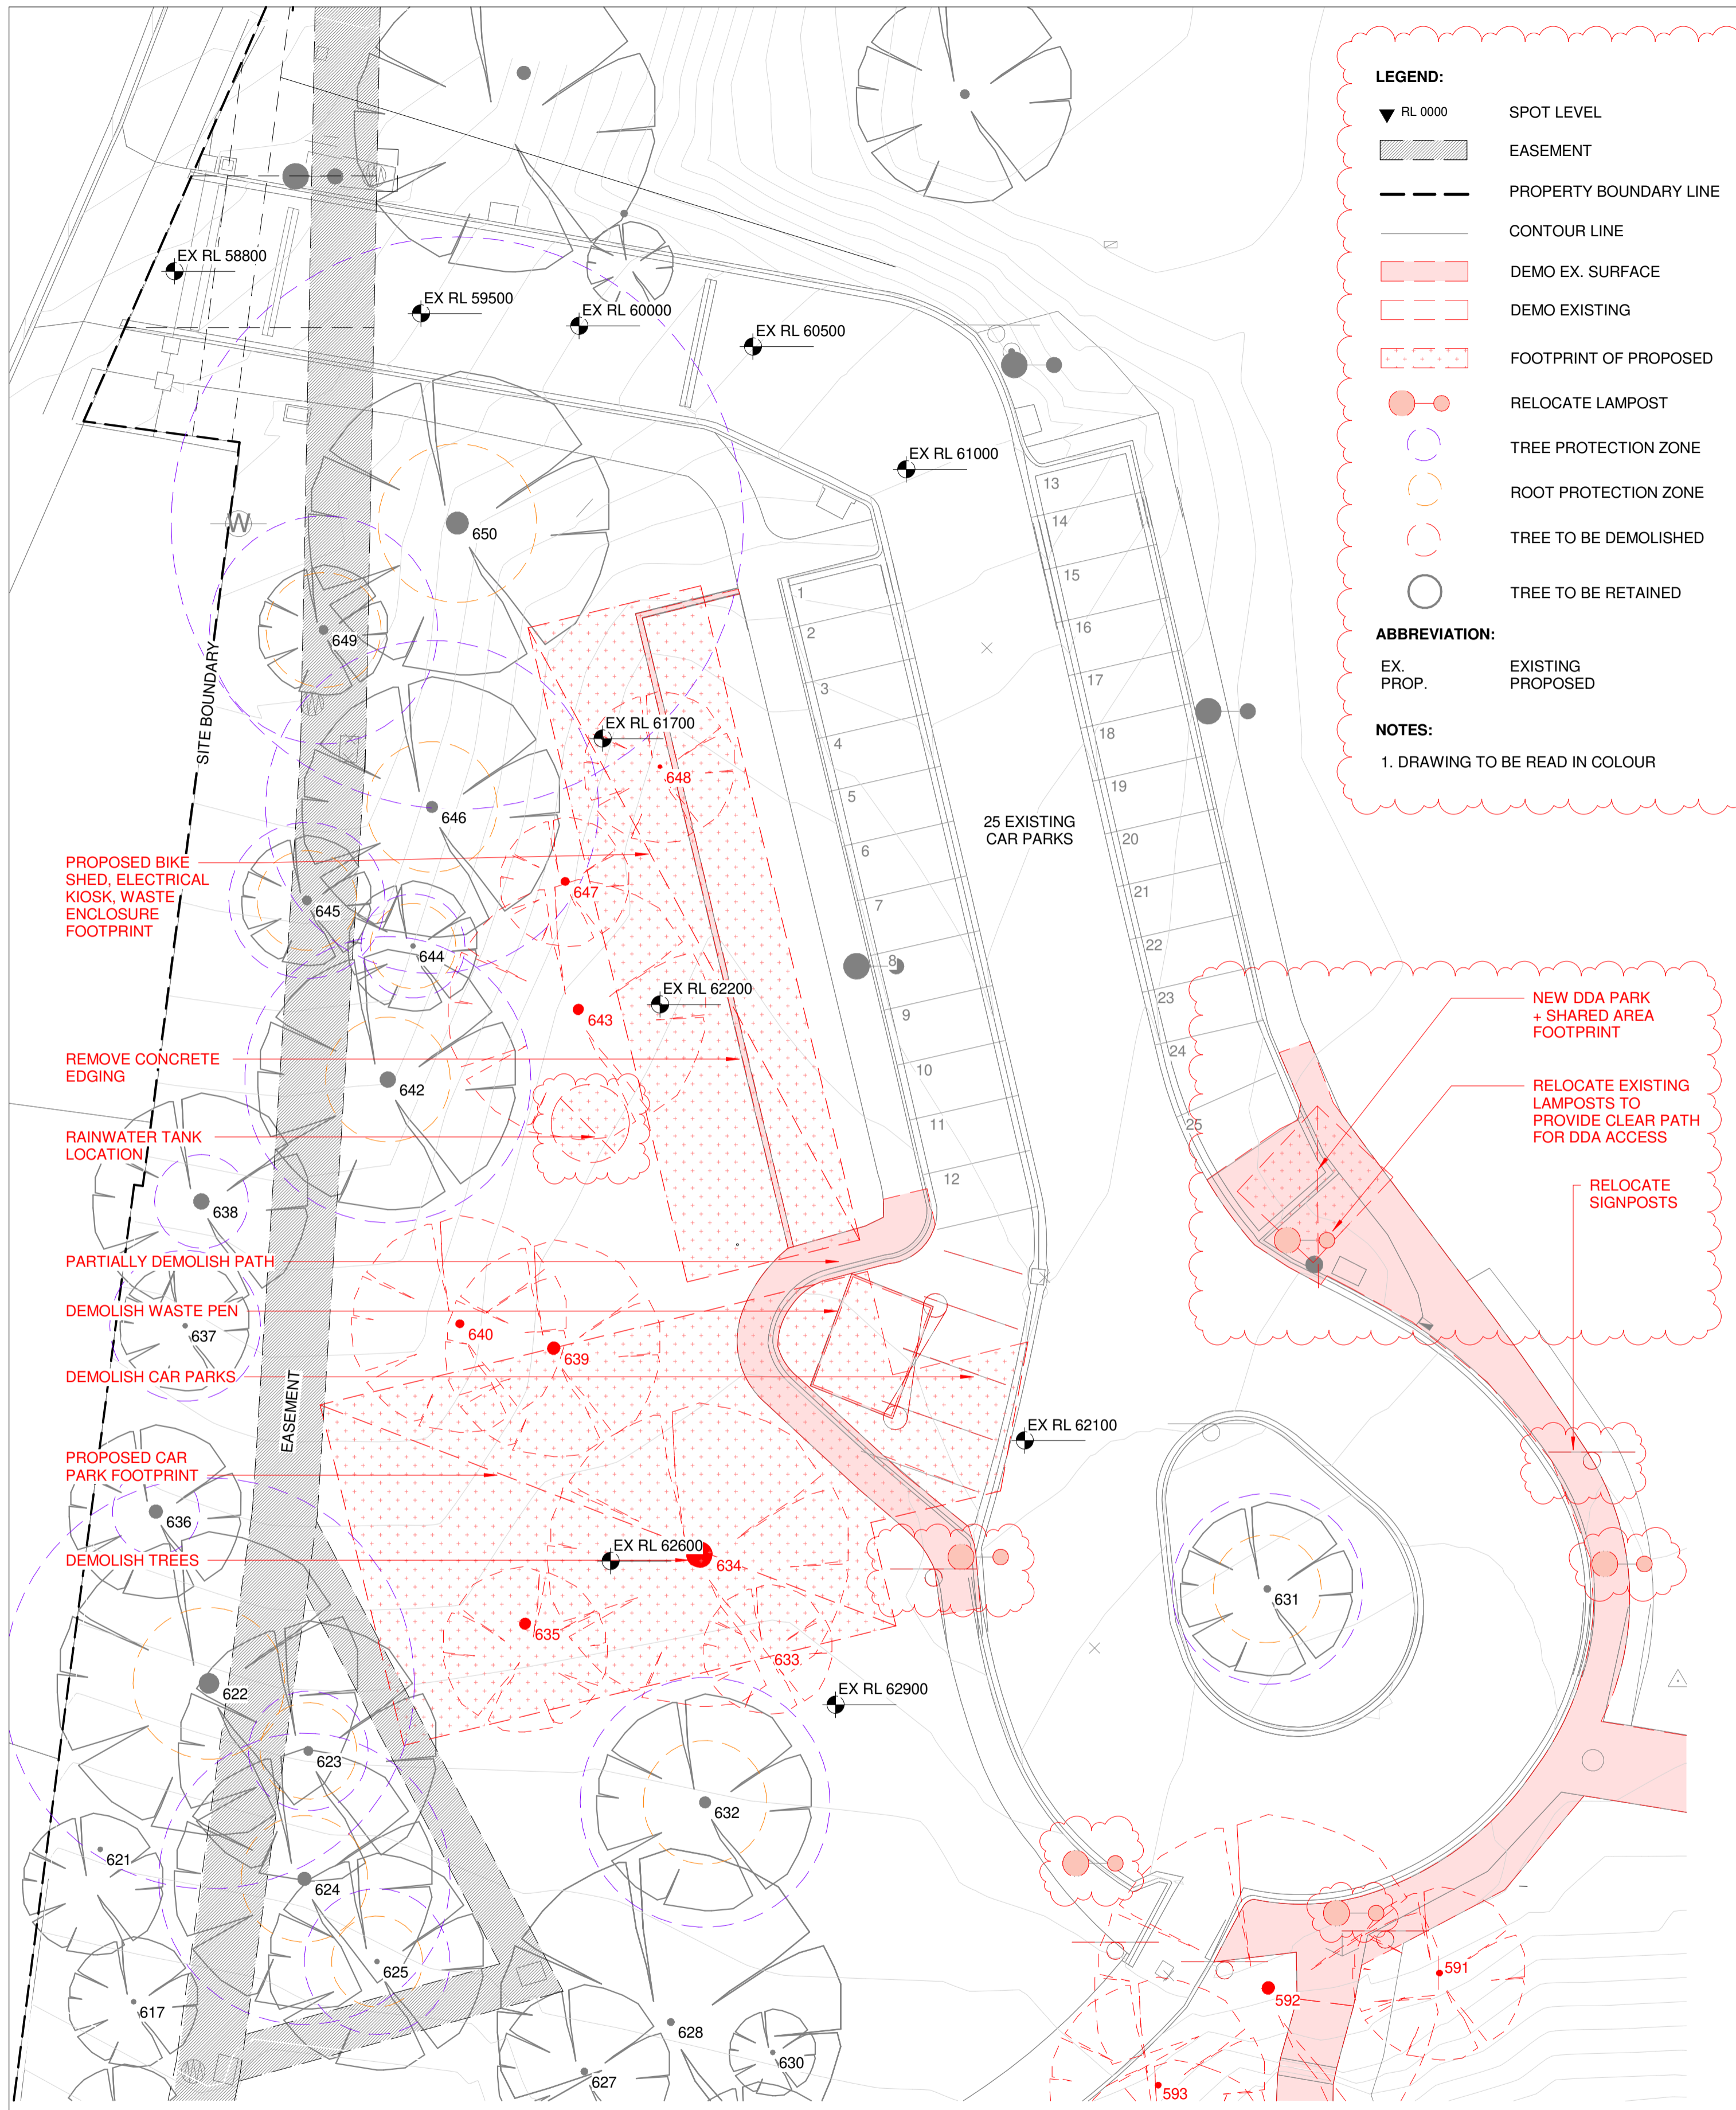 LEGEND:
RL 0000 SPOT LEVEL
EASEMENT
PROPERTY BOUNDARY LINE
CONTOUR LINE
DEMO EX. SURFACE
DEMO EXISTING
FOOTPRINT OF PROPOSED
RELOCATE LAMPOST
TREE PROTECTION ZONE
ROOT PROTECTION ZONE
TREE TO BE DEMOLISHED
TREE TO BE RETAINED
ABBREVIATION:
EX. EXISTING
PROP. PROPOSED
NOTES:
1. DRAWING TO BE READ IN COLOUR
EX RL 58800
EX RL 59500
EX RL 60000
EX RL 60500
EX RL 61000
EX RL 61700
EX RL 62200
EX RL 62100
EX RL 62600
EX RL 62900
W
SITE BOUNDARY
EASEMENT
25 EXISTING
CAR PARKS
PROPOSED BIKE
SHED, ELECTRICAL
KIOSK, WASTE
ENCLOSURE
FOOTPRINT
REMOVE CONCRETE
EDGING
RAINWATER TANK
LOCATION
PARTIALLY DEMOLISH PATH
DEMOLISH WASTE PEN
DEMOLISH CAR PARKS
PROPOSED CAR
PARK FOOTPRINT
DEMOLISH TREES
NEW DDA PARK
+ SHARED AREA
FOOTPRINT
RELOCATE EXISTING
LAMPOSTS TO
PROVIDE CLEAR PATH
FOR DDA ACCESS
RELOCATE
SIGNPOSTS
1
2
3
4
5
6
7
8
9
10
11
12
13
14
15
16
17
18
19
20
21
22
23
24
25
650
649
648
646
647
645
644
643
642
638
637
640
639
636
634
635
633
631
622
623
632
621
624
625
617
628
630
627
591
592
593
W
W
W